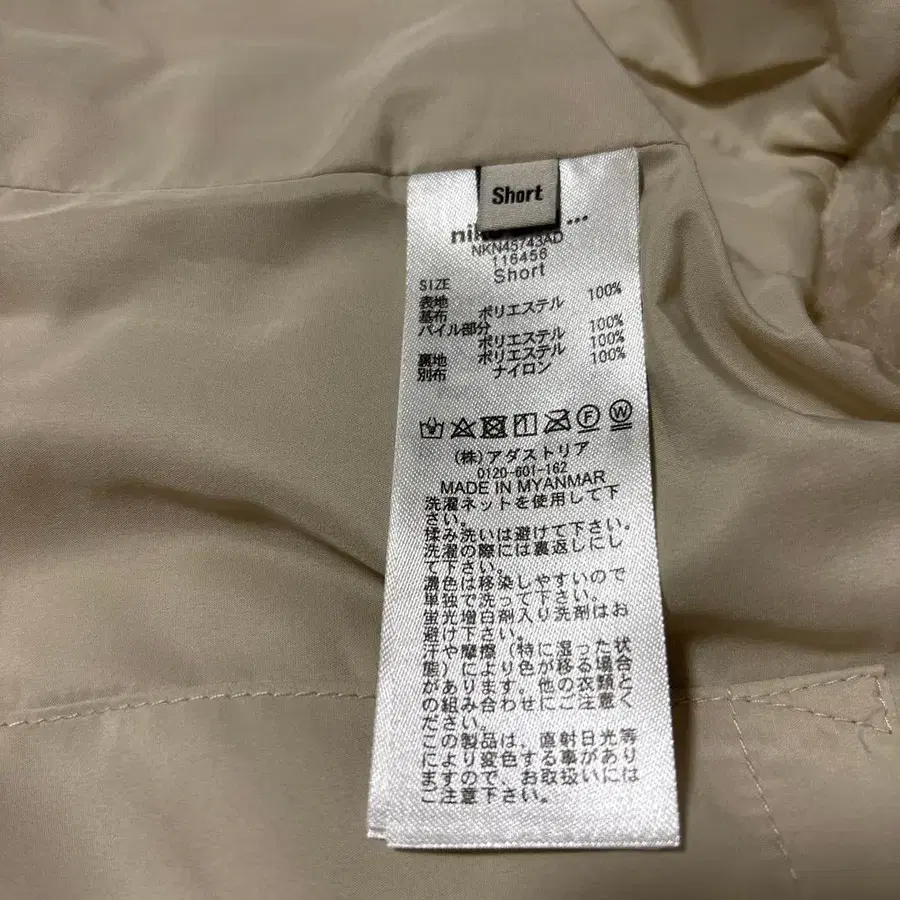 Short
nik ...
NKN45743AD
116456
Short
SIZE
表地
基布 ポリエステル 100%
パイル部分
ポリエステル 100%
裏地 ポリエステル 100%
別布 ナイロン 100%
F W
(株)アダストリア
0120-601-162
MADE IN MYANMAR
洗濯ネットを使用して下
さい。
揉み洗いは避けて下さい。
洗濯の際には裏返しにし
て下さい。
濃色は移染しやすいので
単独で洗って下さい。
蛍光増白剤入り洗剤はお
避け下さい。
汗や摩擦(特に湿った状
態)により色が移る場合
があります。他の衣類と
の組み合わせにご注意く
ださい。
この製品は、直射日光等
により変色する事があり
ますので、お取扱いには
ご注意下さい。